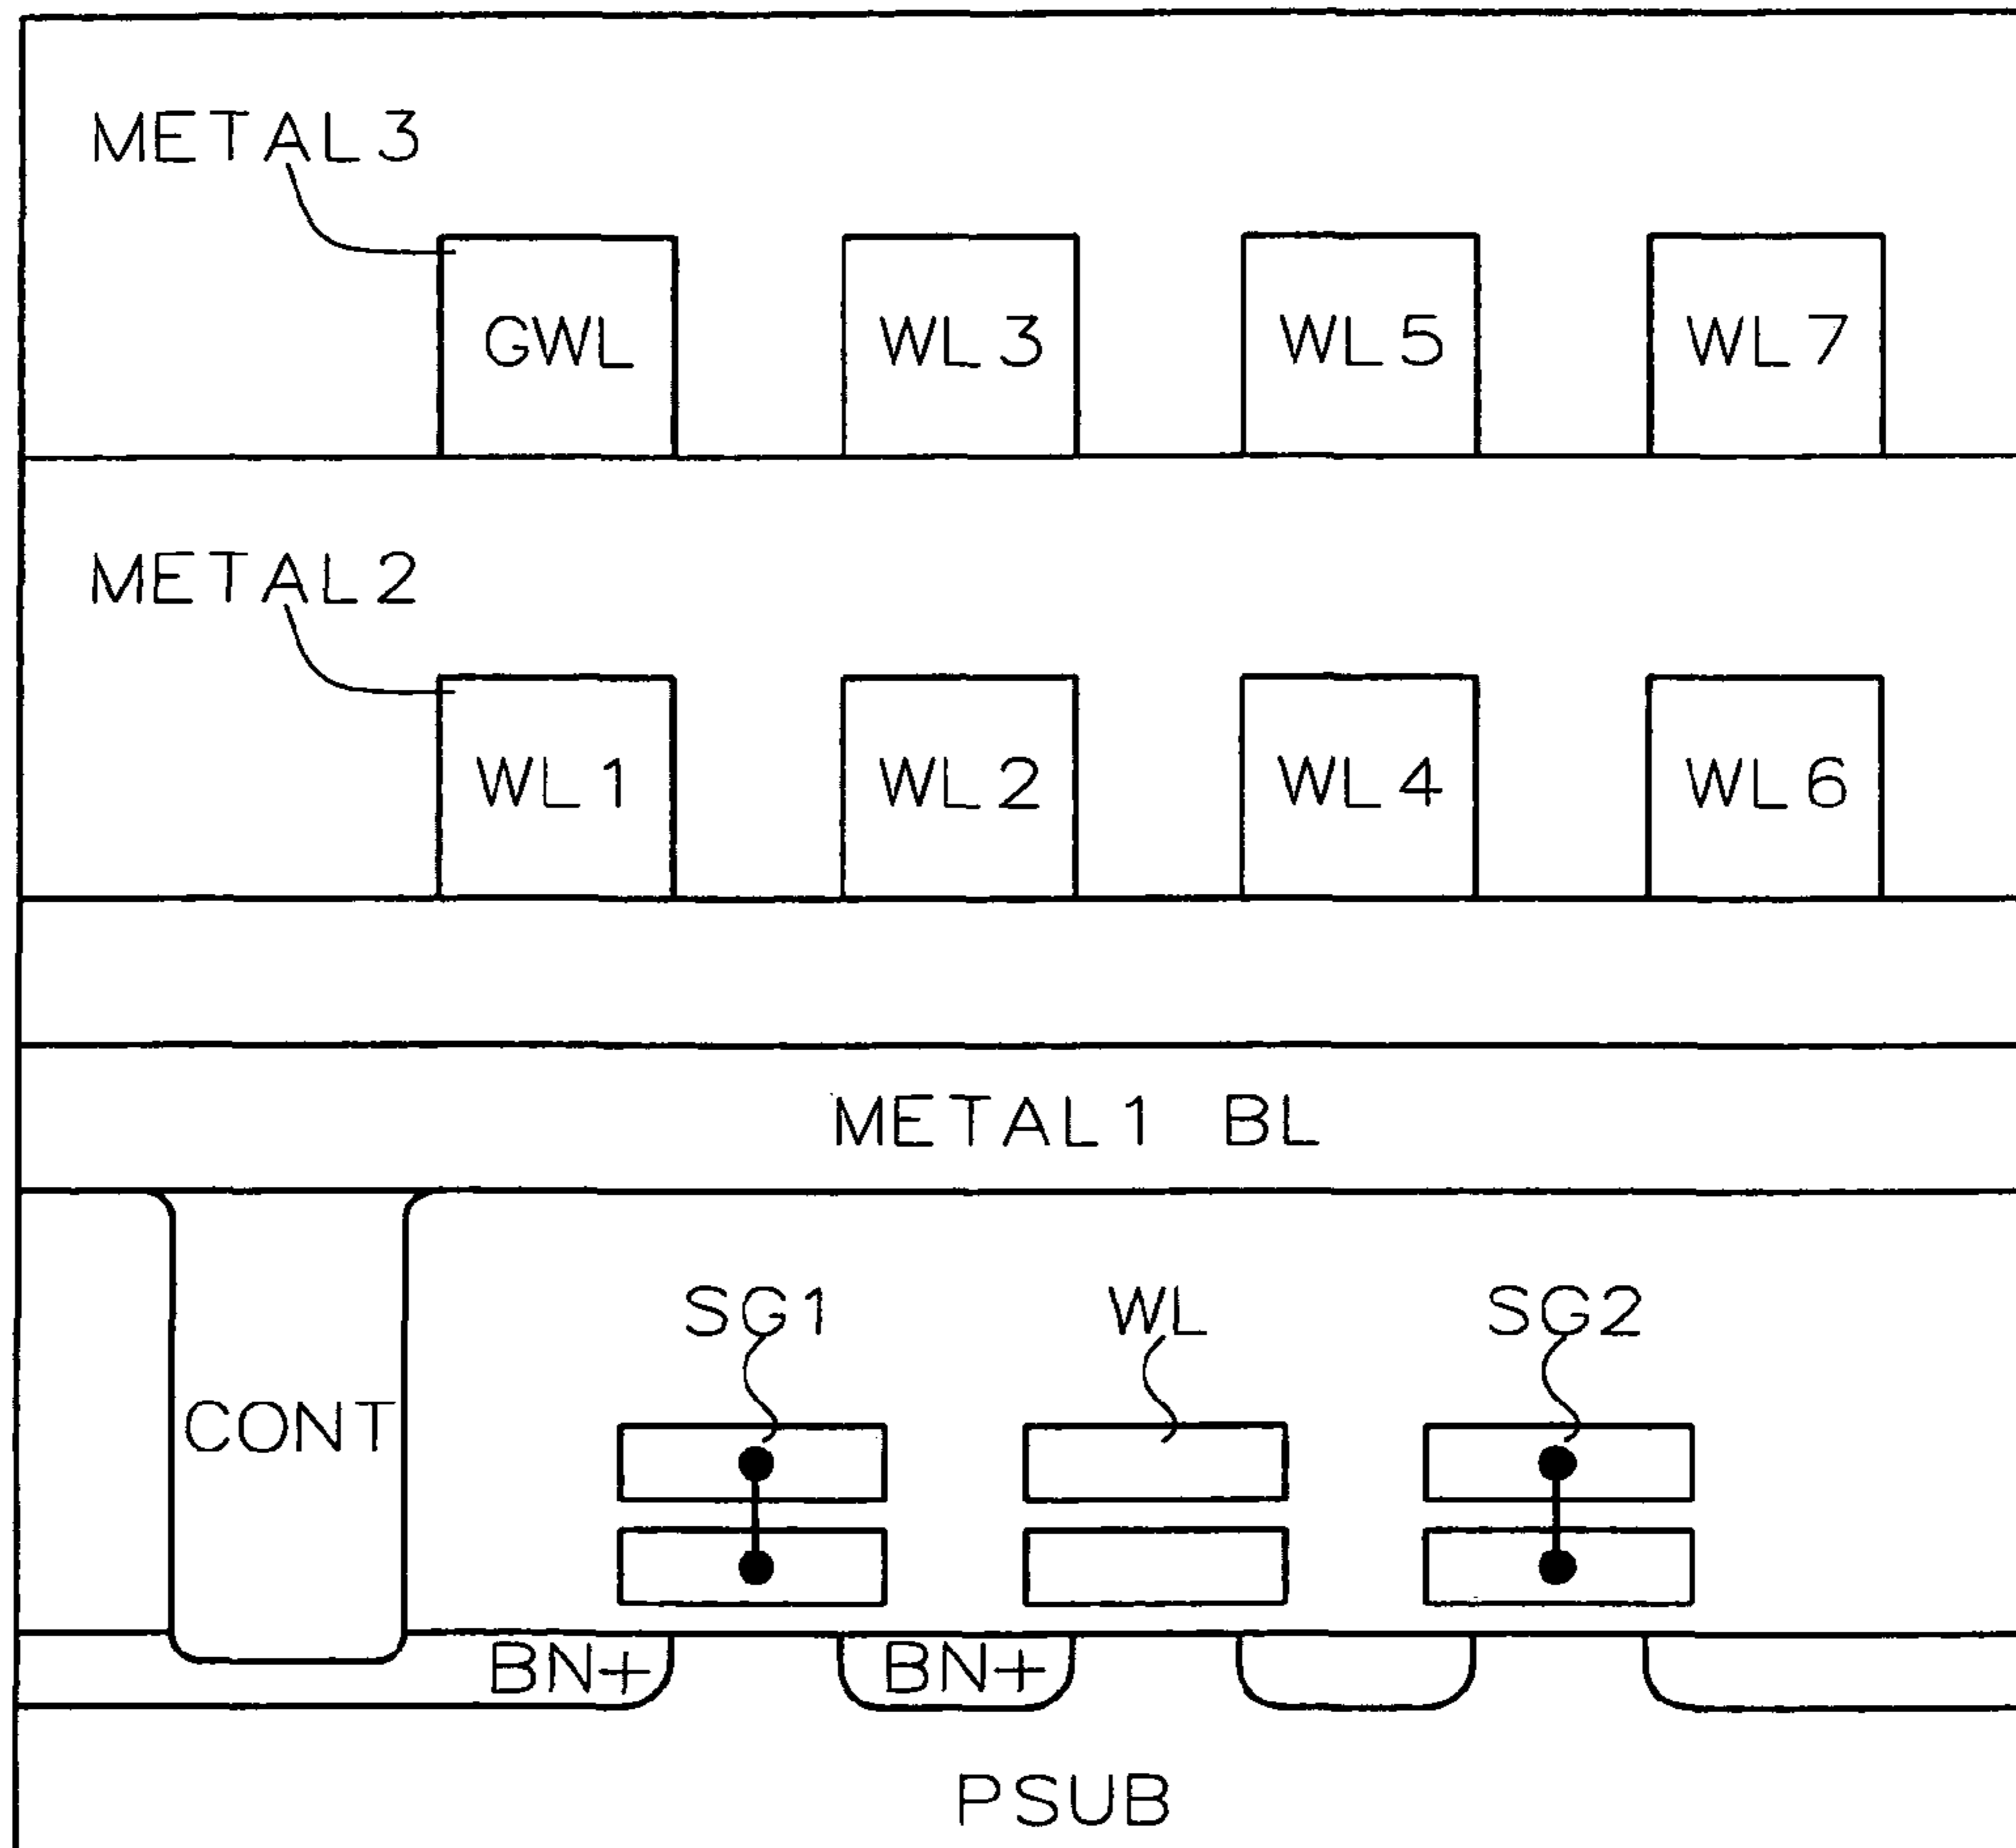 METAL3
GWL WL3 WL5 WL7
METAL2
WL1 WL2 WL4 WL6
METAL1 BL
SG1 WL SG2
CONT
BN+ BN+
PSUB